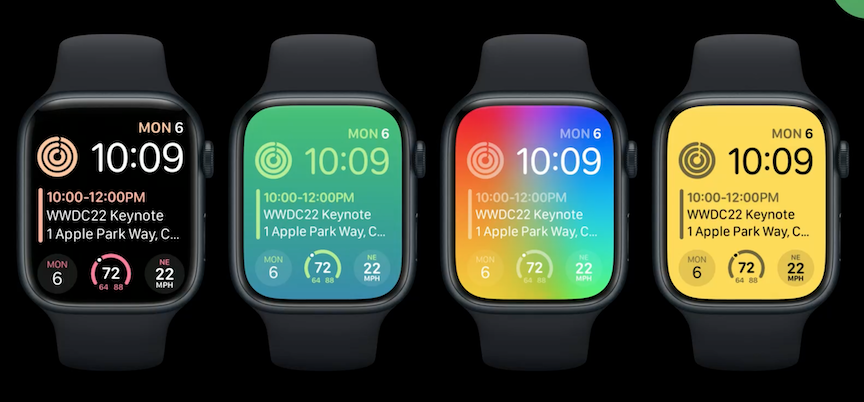 MON 6
10:09
10:00-12:00PM
WWDC22 Keynote
1 Apple Park Way, C...
MON
6
72
64 88
NE
22
MPH
MON 6
10:09
10:00-12:00PM
WWDC22 Keynote
1 Apple Park Way, C...
MON
6
72
64 88
NE
22
MPH
MON 6
10:09
10:00-12:00PM
WWDC22 Keynote
1 Apple Park Way, C...
MON
6
72
64 88
NE
22
MPH
MON 6
10:09
10:00-12:00PM
WWDC22 Keynote
1 Apple Park Way, C...
MON
6
72
64 88
NE
22
MPH